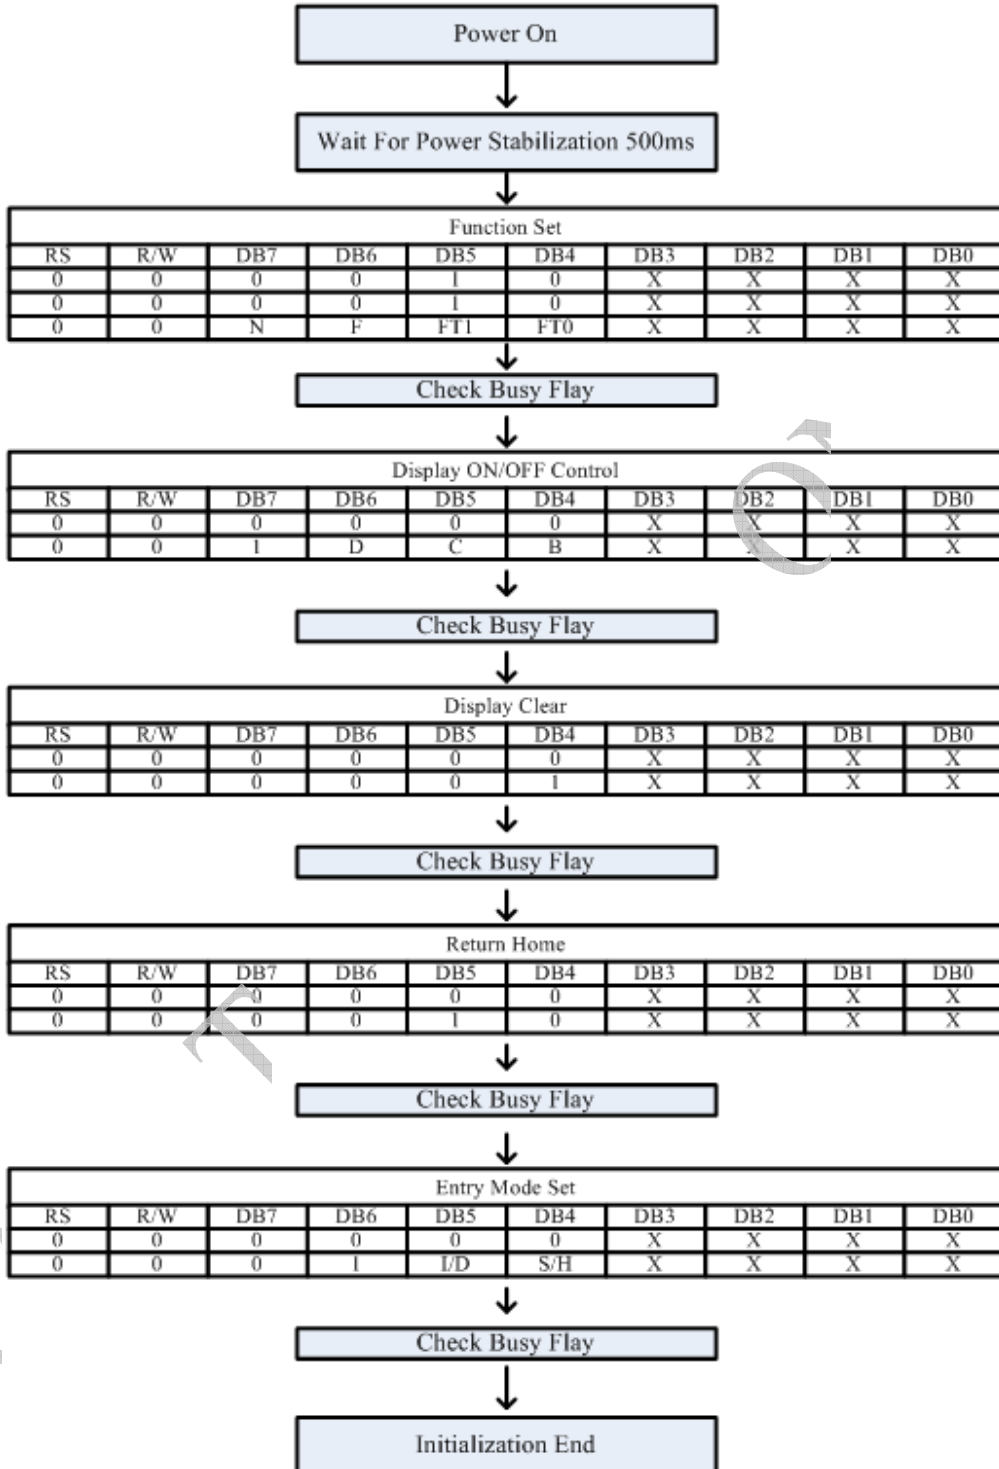 Power On
Wait For Power Stabilization 500ms
Function Set
RS R/W DB7 DB6 DB5 DB4 DB3 DB2 DB1 DB0
0 0 0 0 1 0 X X X X
0 0 0 0 1 0 X X X X
0 0 N F FT1 FT0 X X X X
Check Busy Flay
Display ON/OFF Control
RS R/W DB7 DB6 DB5 DB4 DB3 DB2 DB1 DB0
0 0 0 0 0 0 X X X X
0 0 1 D C B X X X X
Check Busy Flay
Display Clear
RS R/W DB7 DB6 DB5 DB4 DB3 DB2 DB1 DB0
0 0 0 0 0 0 X X X X
0 0 0 0 0 1 X X X X
Check Busy Flay
Return Home
RS R/W DB7 DB6 DB5 DB4 DB3 DB2 DB1 DB0
0 0 0 0 0 0 X X X X
0 0 0 0 1 0 X X X X
Check Busy Flay
Entry Mode Set
RS R/W DB7 DB6 DB5 DB4 DB3 DB2 DB1 DB0
0 0 0 0 0 0 X X X X
0 0 0 1 I/D S/H X X X X
Check Busy Flay
Initialization End